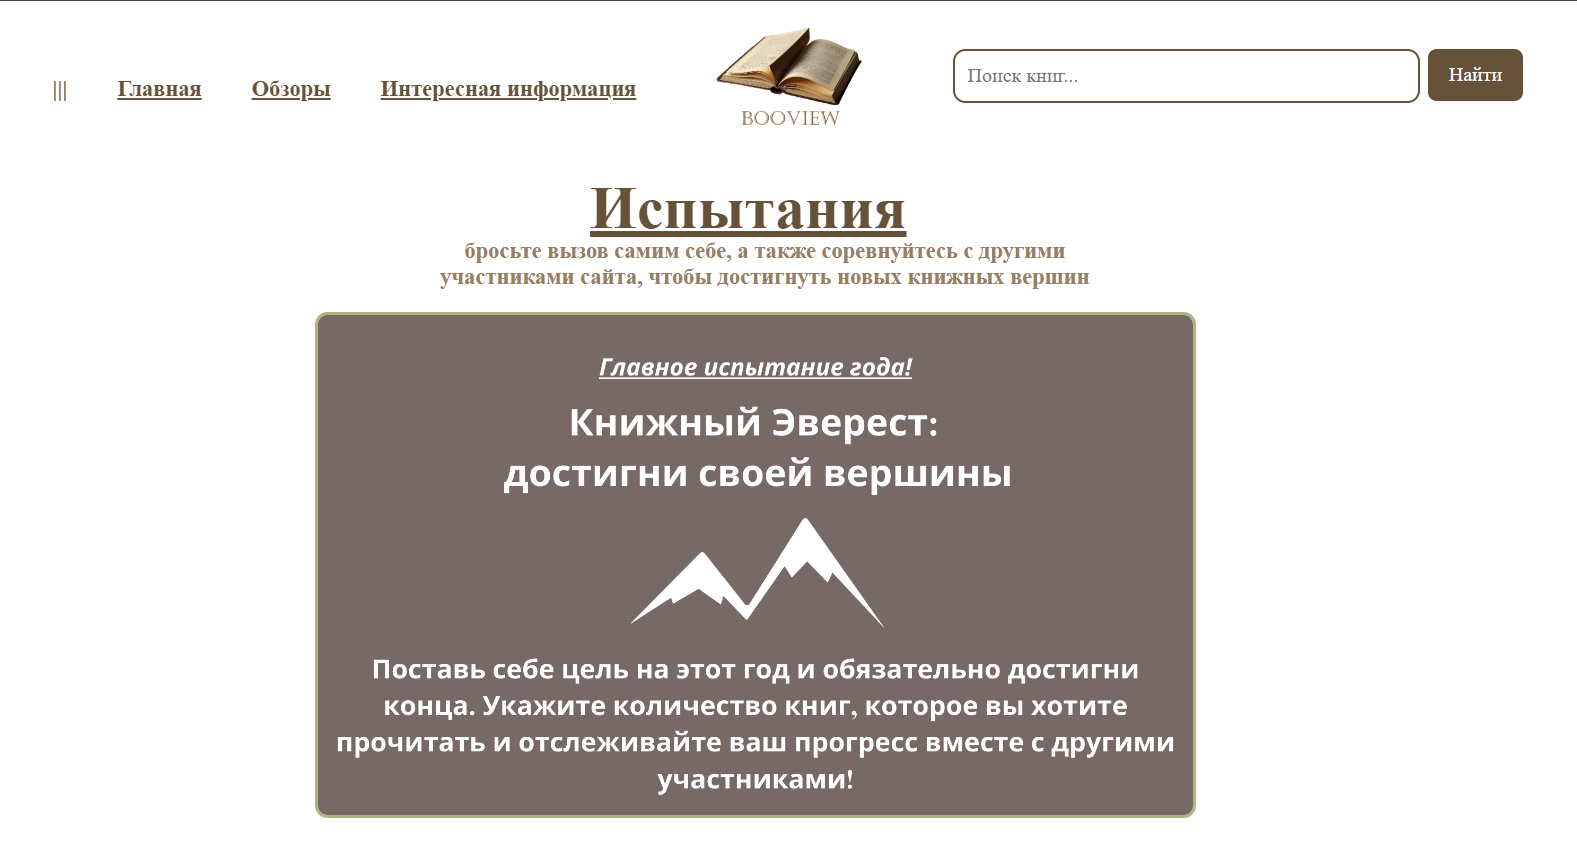 ||| Главная Обзоры Интересная информация
BOOVIEW
Поиск книг... Найти
Испытания
бросьте вызов самим себе, а также соревнуйтесь с другими
участниками сайта, чтобы достигнуть новых книжных вершин
Главное испытание года!
Книжный Эверест:
достигни своей вершины
Поставь себе цель на этот год и обязательно достигни
конца. Укажите количество книг, которое вы хотите
прочитать и отслеживайте ваш прогресс вместе с другими
участниками!